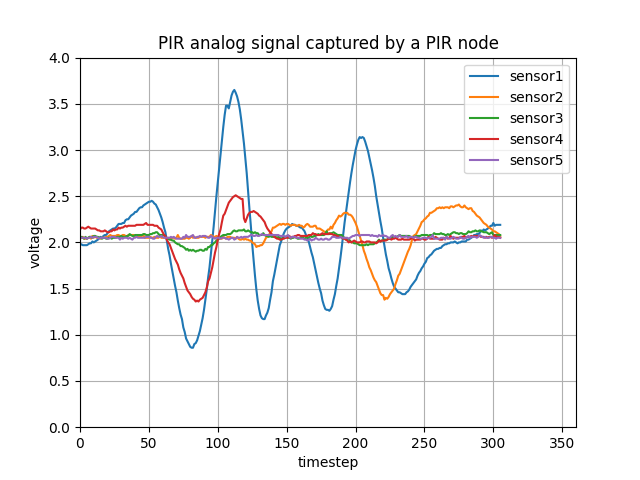 PIR analog signal captured by a PIR node
4.0
3.5
3.0
2.5
2.0
1.5
1.0
0.5
0.0
voltage
sensor1
sensor2
sensor3
sensor4
sensor5
0 50 100 150 200 250 300 350
timestep